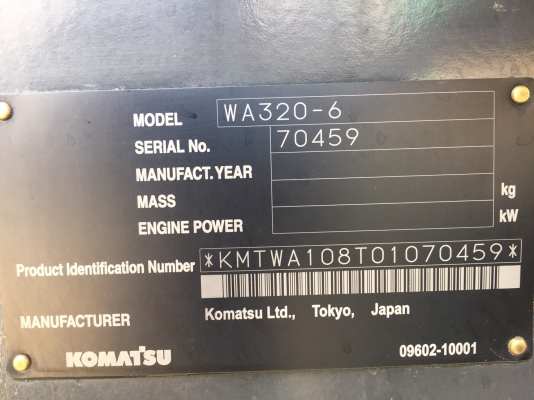 MODEL WA320-6
SERIAL No. 70459
MANUFACT. YEAR
MASS kg
ENGINE POWER kW
Product Identification Number *KMTWA108T01070459*
MANUFACTURER Komatsu Ltd., Tokyo, Japan
KOMATSU 09602-10001